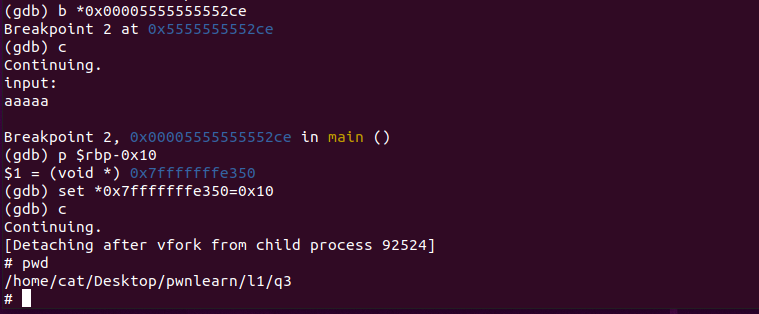 (gdb) b *0x00005555555552ce
Breakpoint 2 at 0x5555555552ce
(gdb) c
Continuing.
input:
aaaaa
Breakpoint 2, 0x00005555555552ce in main ()
(gdb) p $rbp-0x10
$1 = (void *) 0x7fffffffe350
(gdb) set *0x7fffffffe350=0x10
(gdb) c
Continuing.
[Detaching after vfork from child process 92524]
# pwd
/home/cat/Desktop/pwnlearn/l1/q3
#